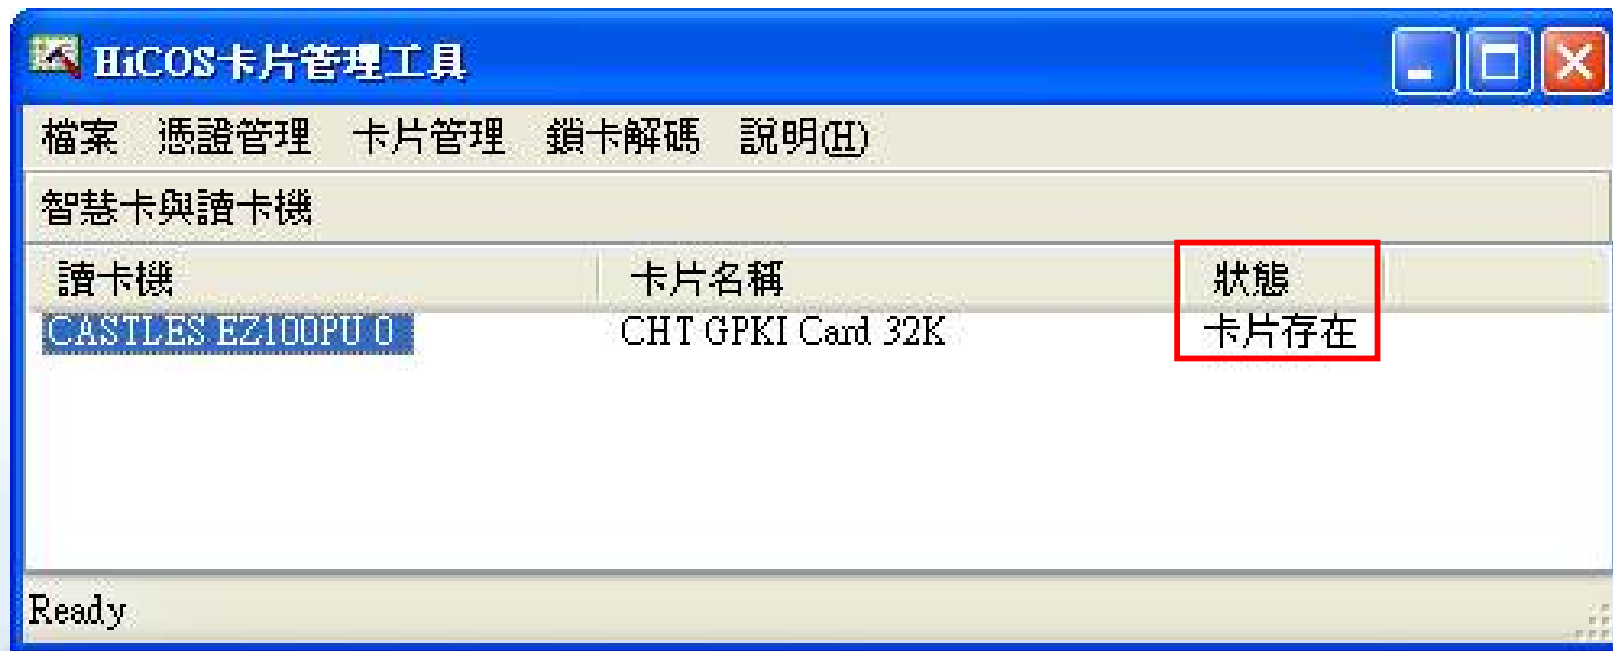 HiCOS卡片管理工具
檔案 憑證管理 卡片管理 鎖卡解碼 說明(H)
智慧卡與讀卡機
讀卡機 卡片名稱 狀態
CASTLES EZ100PU 0 CHT GPKI Card 32K 卡片存在
Ready